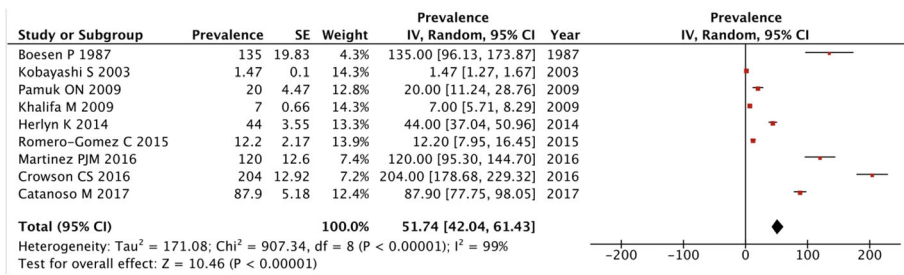 Prevalence Prevalence
Study or Subgroup Prevalence SE Weight IV, Random, 95% CI Year IV, Random, 95% CI
Boesen P 1987 135 19.83 4.3% 135.00 [96.13, 173.87] 1987
Kobayashi S 2003 1.47 0.1 14.3% 1.47 [1.27, 1.67] 2003
Pamuk ON 2009 20 4.47 12.8% 20.00 [11.24, 28.76] 2009
Khalifa M 2009 7 0.66 14.3% 7.00 [5.71, 8.29] 2009
Herlyn K 2014 44 3.55 13.3% 44.00 [37.04, 50.96] 2014
Romero-Gomez C 2015 12.2 2.17 13.9% 12.20 [7.95, 16.45] 2015
Martinez PJM 2016 120 12.6 7.4% 120.00 [95.30, 144.70] 2016
Crowson CS 2016 204 12.92 7.2% 204.00 [178.68, 229.32] 2016
Catanoso M 2017 87.9 5.18 12.4% 87.90 [77.75, 98.05] 2017
Total (95% CI) 100.0% 51.74 [42.04, 61.43]
Heterogeneity: Tau² = 171.08; Chi² = 907.34, df = 8 (P < 0.00001); I² = 99%
Test for overall effect: Z = 10.46 (P < 0.00001)
-200 -100 0 100 200